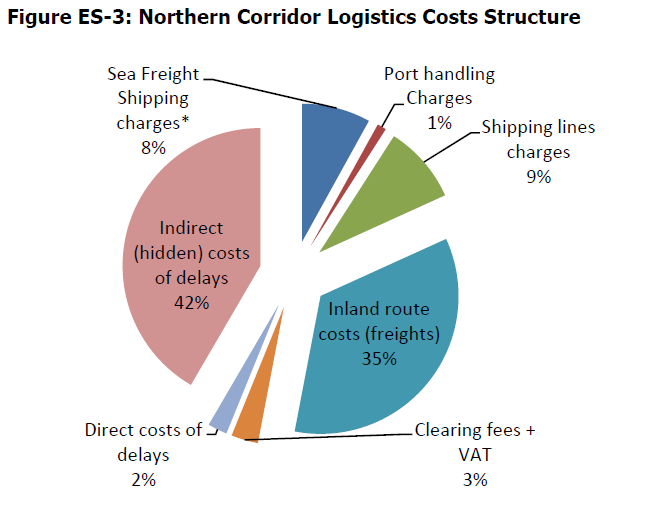 Figure ES-3: Northern Corridor Logistics Costs Structure
Sea Freight
Shipping
charges*
8%
Port handling
Charges
1%
Shipping lines
charges
9%
Indirect
(hidden) costs
of delays
42%
Inland route
costs (freights)
35%
Direct costs of
delays
2%
Clearing fees +
VAT
3%